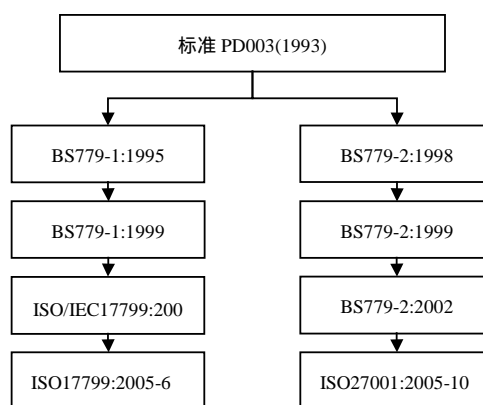 标准 PD003(1993)
BS779-1:1995
BS779-2:1998
BS779-1:1999
BS779-2:1999
ISO/IEC17799:200
BS779-2:2002
ISO17799:2005-6
ISO27001:2005-10